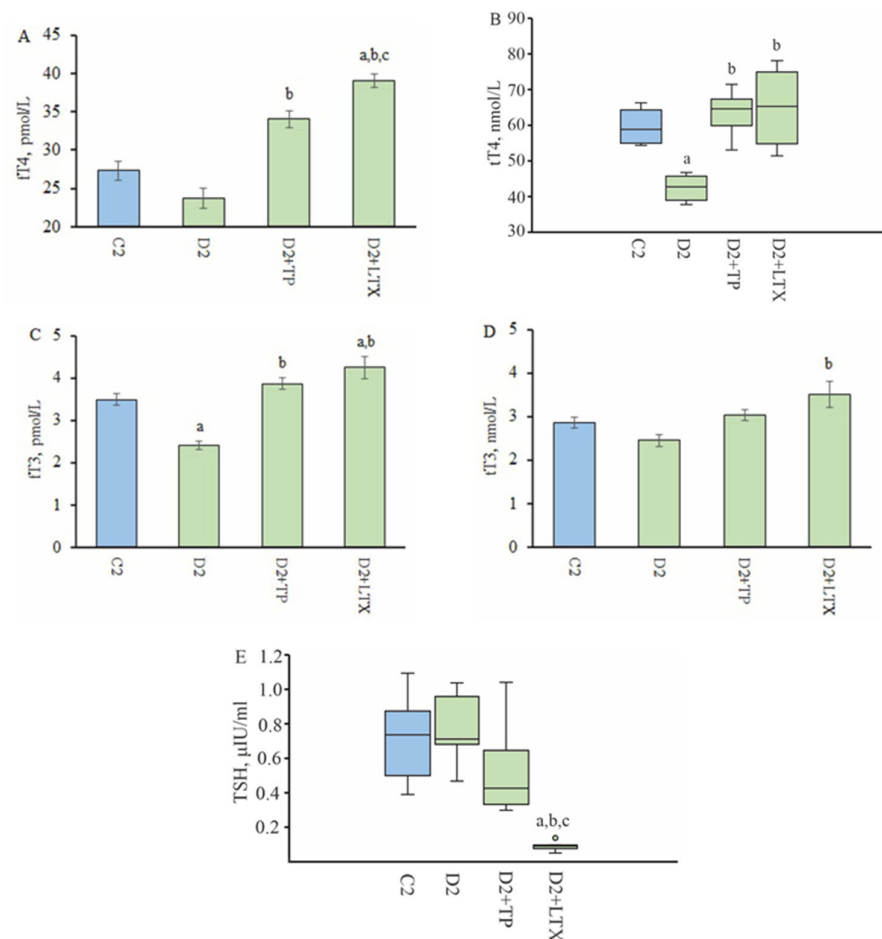 A
fT4, pmol/L
40
35
30
25
20
b
a,b,c
C2
D2
D2+TP
D2+LTX
B
tT4, nmol/L
90
80
70
60
50
40
30
a
b
b
C2
D2
D2+TP
D2+LTX
C
fT3, pmol/L
5
4
3
2
1
0
a
b
a,b
C2
D2
D2+TP
D2+LTX
D
tT3, nmol/L
5
4
3
2
1
0
b
C2
D2
D2+TP
D2+LTX
E
TSH, µIU/ml
1.2
1.0
0.8
0.6
0.4
0.2
a,b,c
C2
D2
D2+TP
D2+LTX